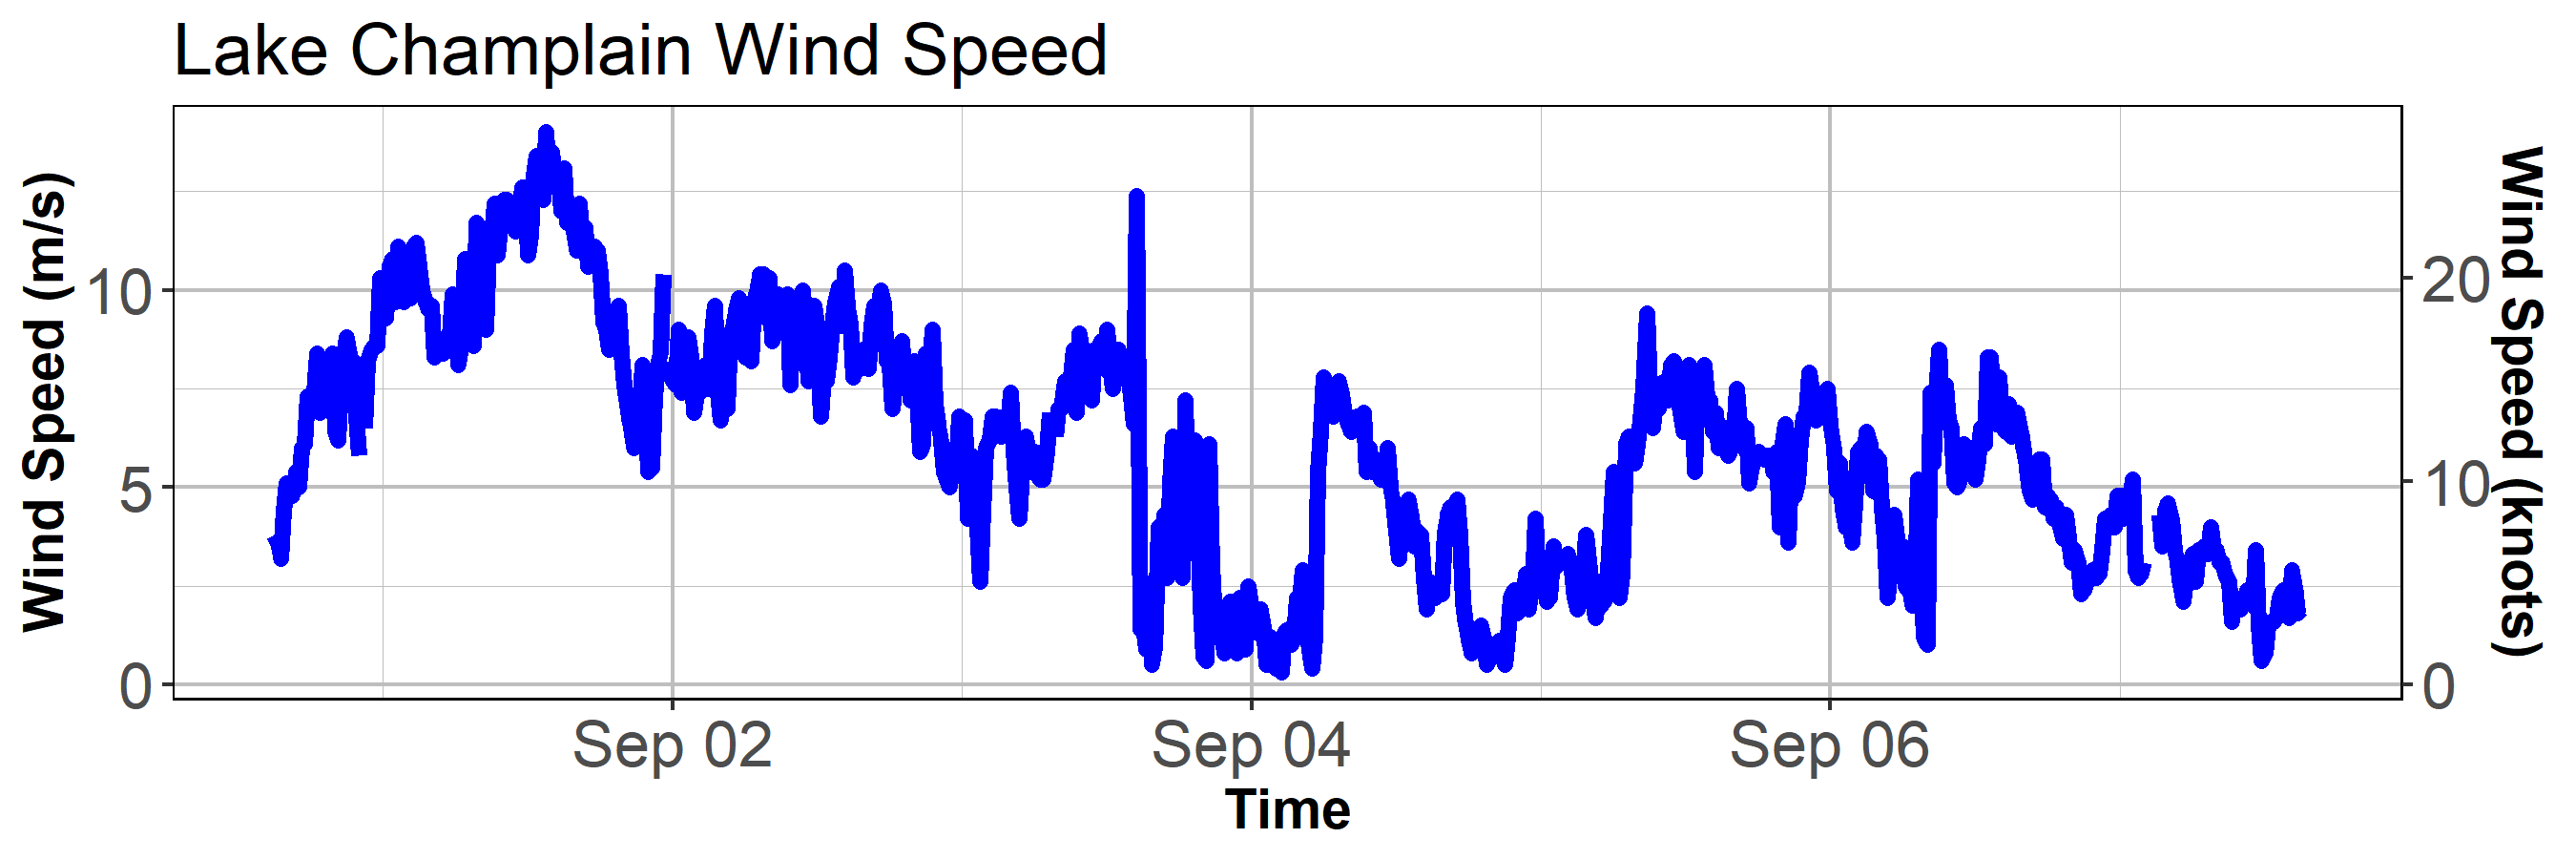 Lake Champlain Wind Speed
Wind Speed (m/s)
10
5
0
20
10
0
Wind Speed (knots)
Sep 02
Sep 04
Sep 06
Time